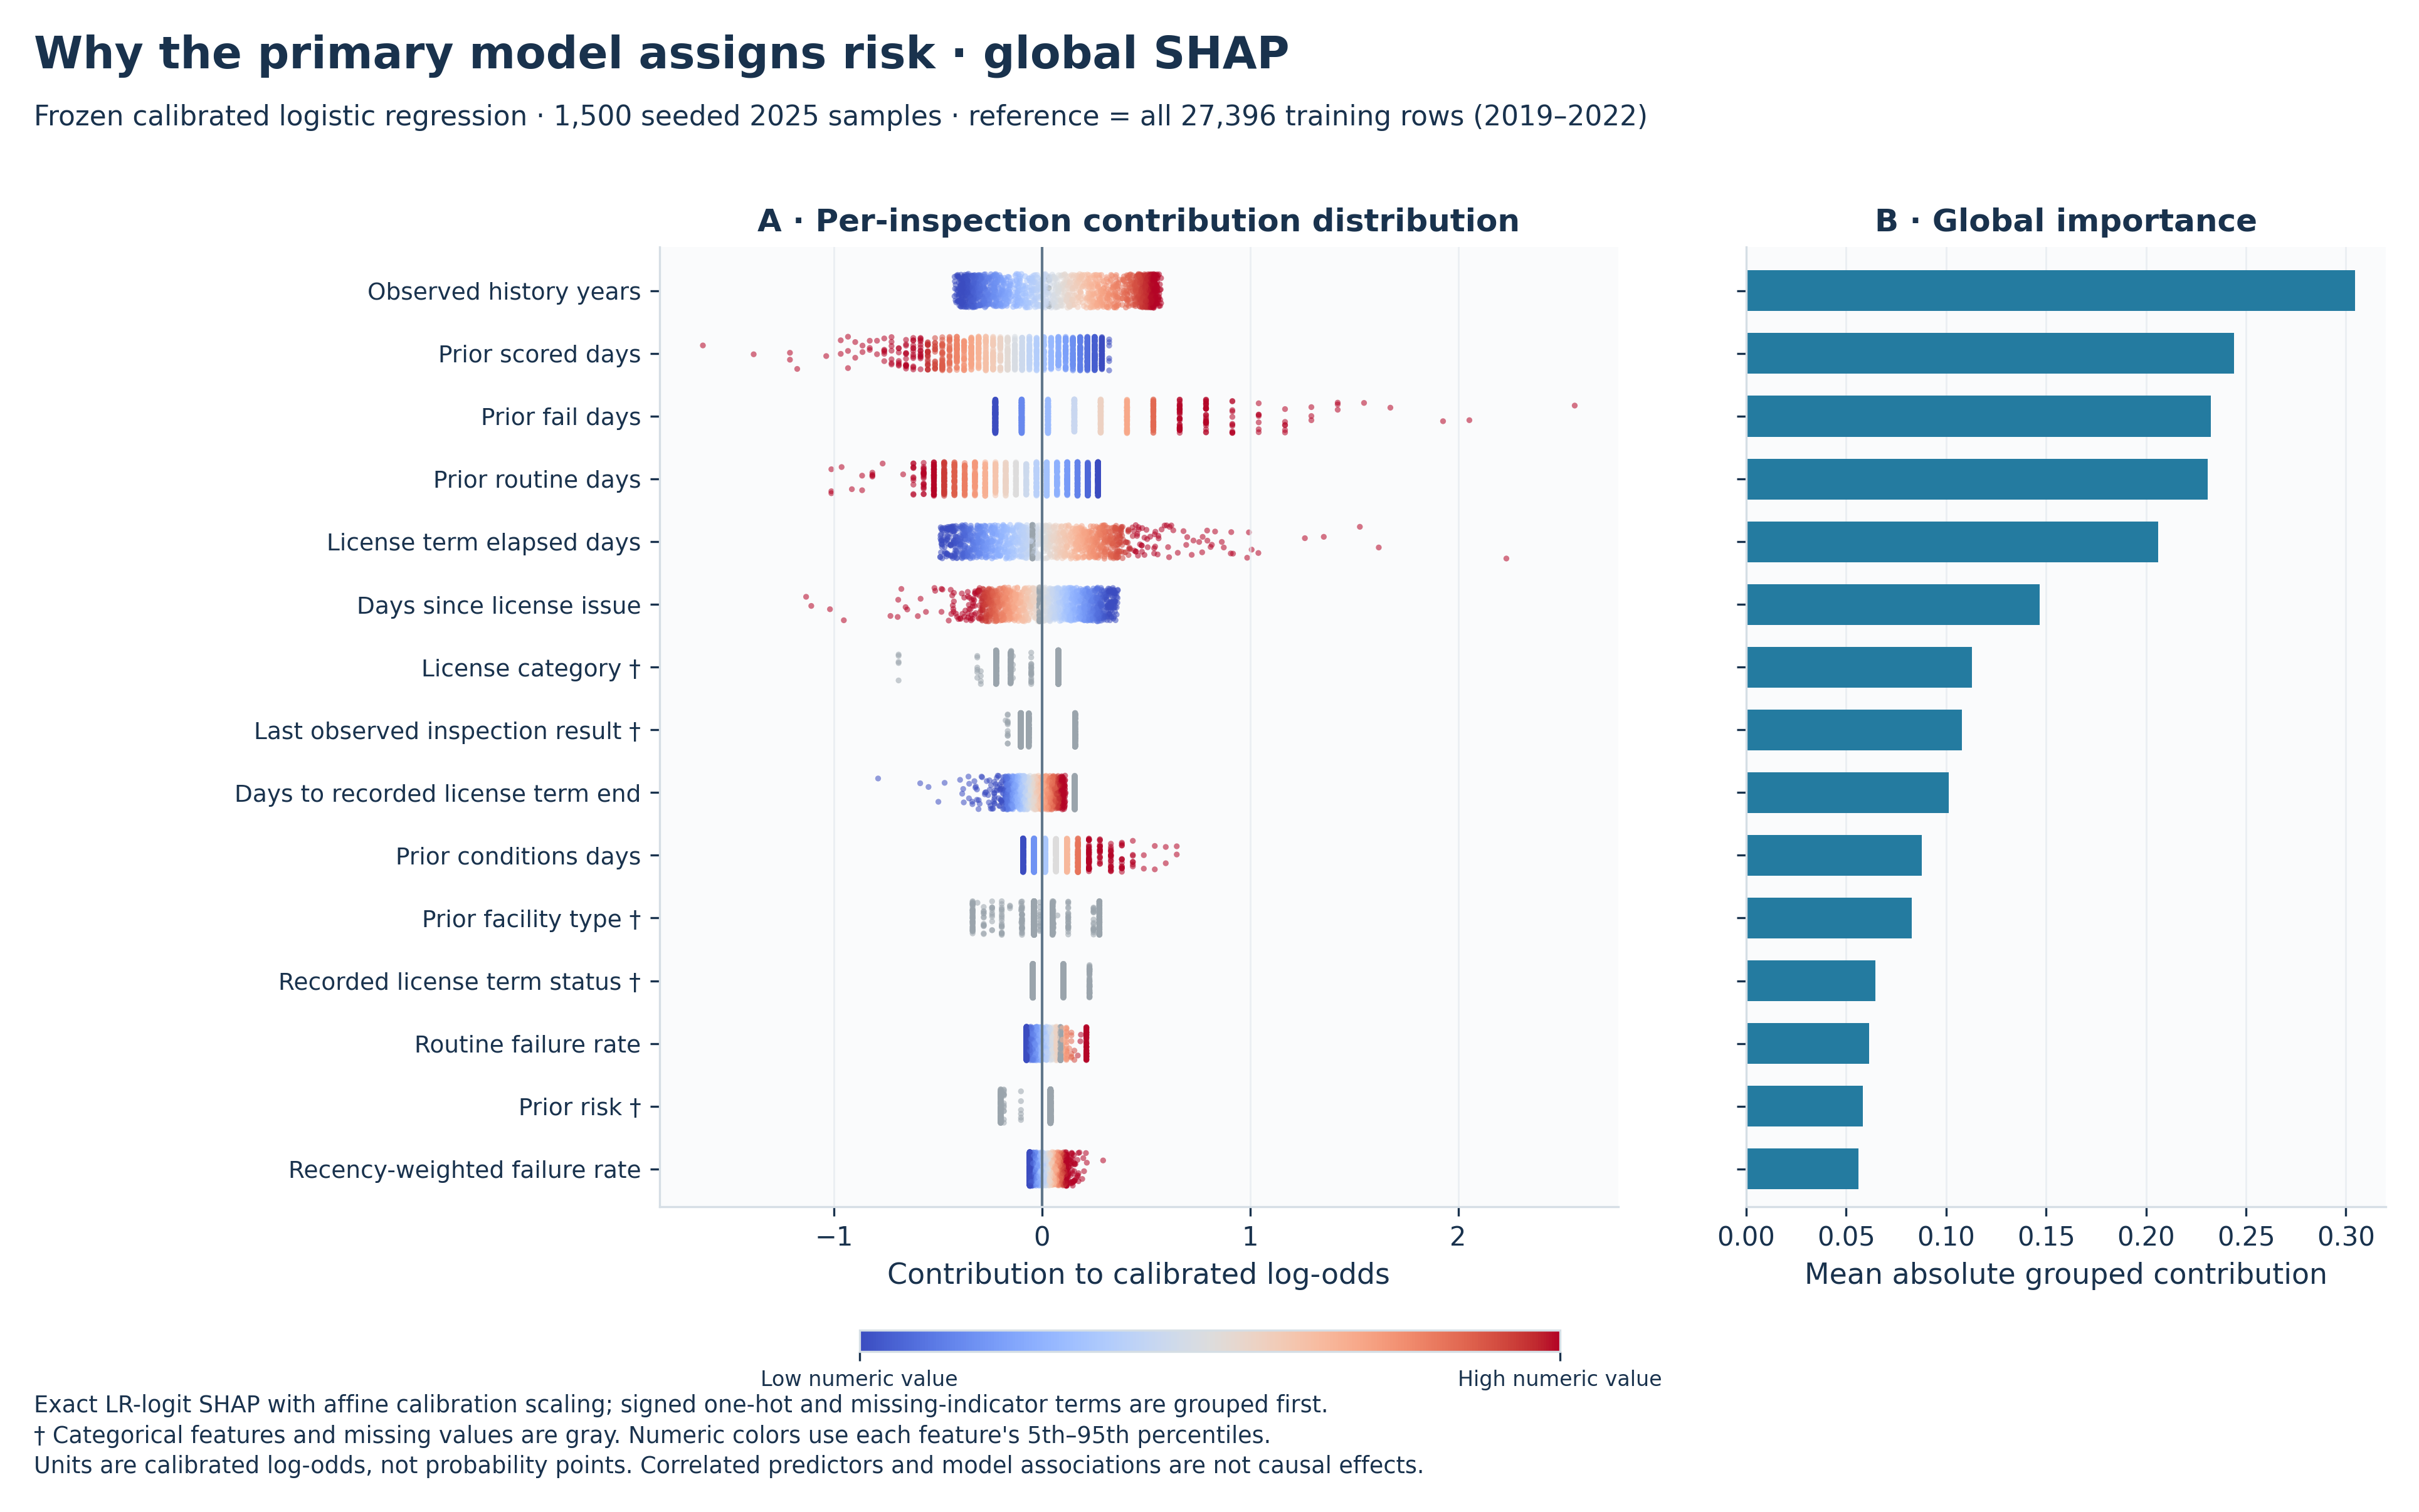 Why the primary model assigns risk · global SHAP
Frozen calibrated logistic regression · 1,500 seeded 2025 samples · reference = all 27,396 training rows (2019–2022)
A · Per-inspection contribution distribution
B · Global importance
Observed history years
Prior scored days
Prior fail days
Prior routine days
License term elapsed days
Days since license issue
License category †
Last observed inspection result †
Days to recorded license term end
Prior conditions days
Prior facility type †
Recorded license term status †
Routine failure rate
Prior risk †
Recency-weighted failure rate
−1 0 1 2
Contribution to calibrated log-odds
0.00 0.05 0.10 0.15 0.20 0.25 0.30
Mean absolute grouped contribution
Low numeric value
High numeric value
Exact LR-logit SHAP with affine calibration scaling; signed one-hot and missing-indicator terms are grouped first.
† Categorical features and missing values are gray. Numeric colors use each feature's 5th–95th percentiles.
Units are calibrated log-odds, not probability points. Correlated predictors and model associations are not causal effects.